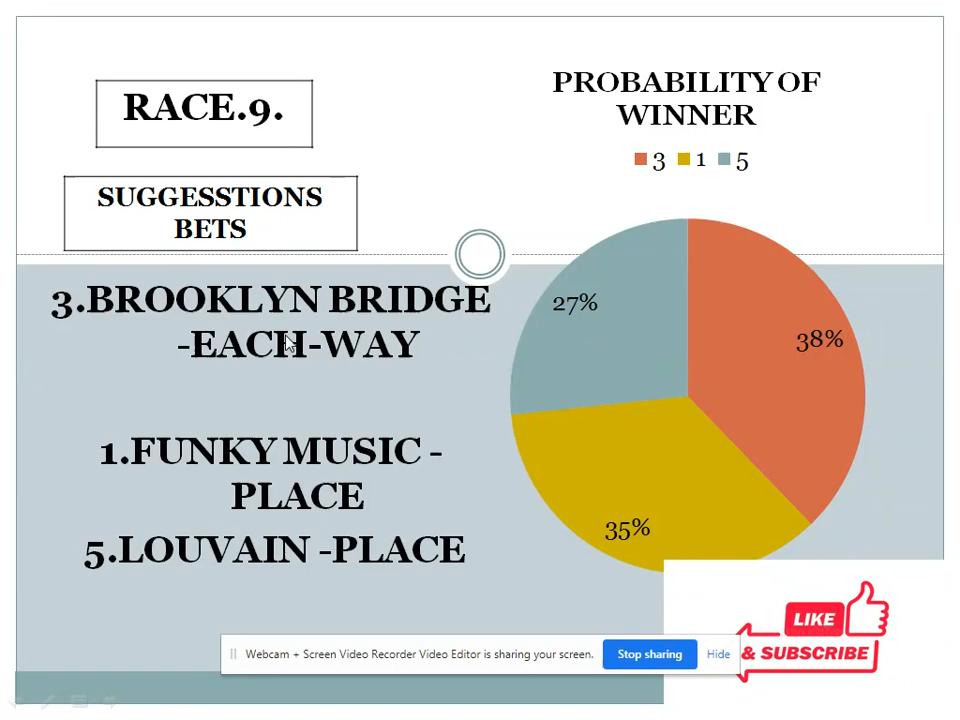 RACE.9.
SUGGESSTIONS
BETS
3.BROOKLYN BRIDGE
-EACH-WAY
1.FUNKY MUSIC -
PLACE
5.LOUVAIN -PLACE
PROBABILITY OF
WINNER
3 1 5
27%
38%
35%
LIKE
& SUBSCRIBE
Webcam + Screen Video Recorder Video Editor is sharing your screen. Stop sharing Hide